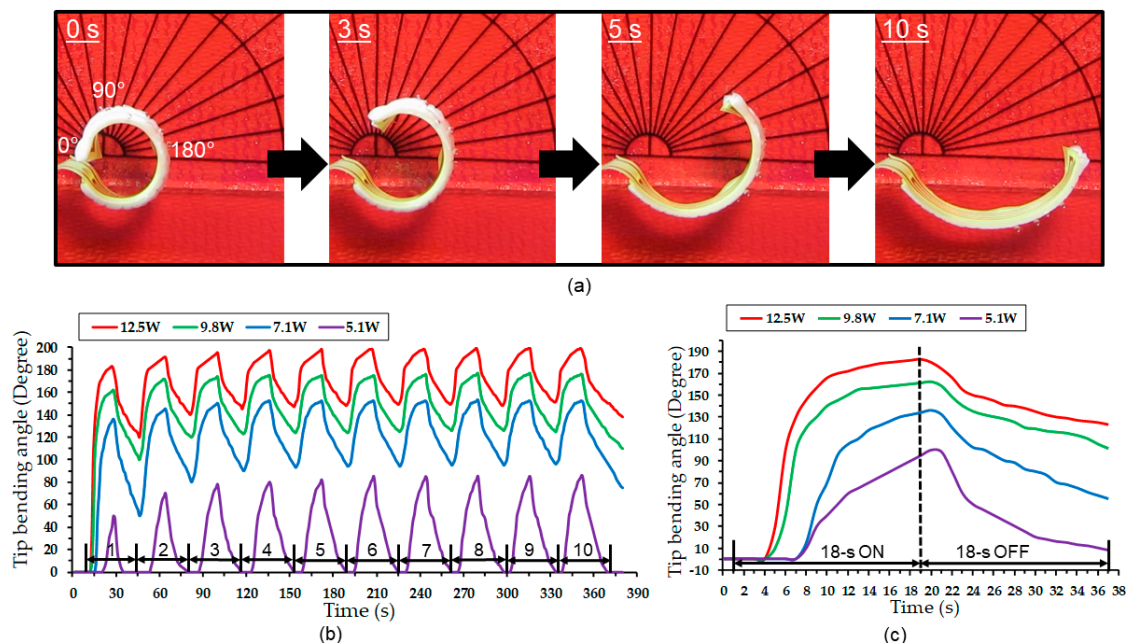 0 s
3 s
5 s
10 s
90°
0°
180°
(a)
12.5W 9.8W 7.1W 5.1W
Tip bending angle (Degree)
200
180
160
140
120
100
80
60
40
20
0
1 2 3 4 5 6 7 8 9 10
0 30 60 90 120 150 180 210 240 270 300 330 360 390
Time (s)
(b)
12.5W 9.8W 7.1W 5.1W
Tip bending angle (Degree)
190
170
150
130
110
90
70
50
30
10
-10
18-s ON 18-s OFF
0 2 4 6 8 10 12 14 16 18 20 22 24 26 28 30 32 34 36 38
Time (s)
(c)